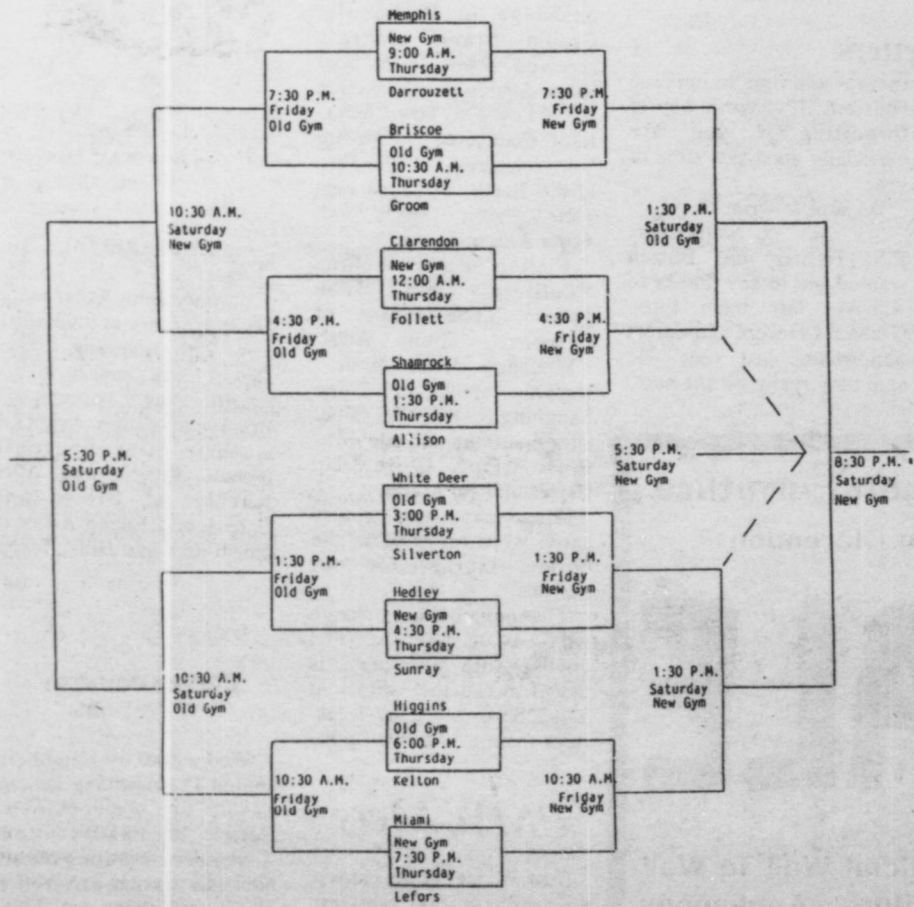 Memphis
New Gym
9:00 A.M.
Thursday
Darrouzett
7:30 P.M.
Friday
Old Gym
7:30 P.M.
Friday
New Gym
Briscoe
Old Gym
10:30 A.M.
Thursday
Groom
10:30 A.M.
Saturday
New Gym
1:30 P.M.
Saturday
Old Gym
Clarendon
New Gym
12:00 A.M.
Thursday
Follett
4:30 P.M.
Friday
Old Gym
4:30 P.M.
Friday
New Gym
Shamrock
Old Gym
1:30 P.M.
Thursday
Allison
5:30 P.M.
Saturday
Old Gym
5:30 P.M.
Saturday
New Gym
8:30 P.M.
Saturday
New Gym
White Deer
Old Gym
3:00 P.M.
Thursday
Silverton
1:30 P.M.
Friday
Old Gym
1:30 P.M.
Friday
New Gym
Hedley
New Gym
4:30 P.M.
Thursday
Sunray
10:30 A.M.
Saturday
Old Gym
1:30 P.M.
Saturday
New Gym
Higgins
Old Gym
6:00 P.M.
Thursday
Kelton
10:30 A.M.
Friday
Old Gym
10:30 A.M
Friday
New Gym
Miami
New Gym
7:30 P.M.
Thursday
Lefors